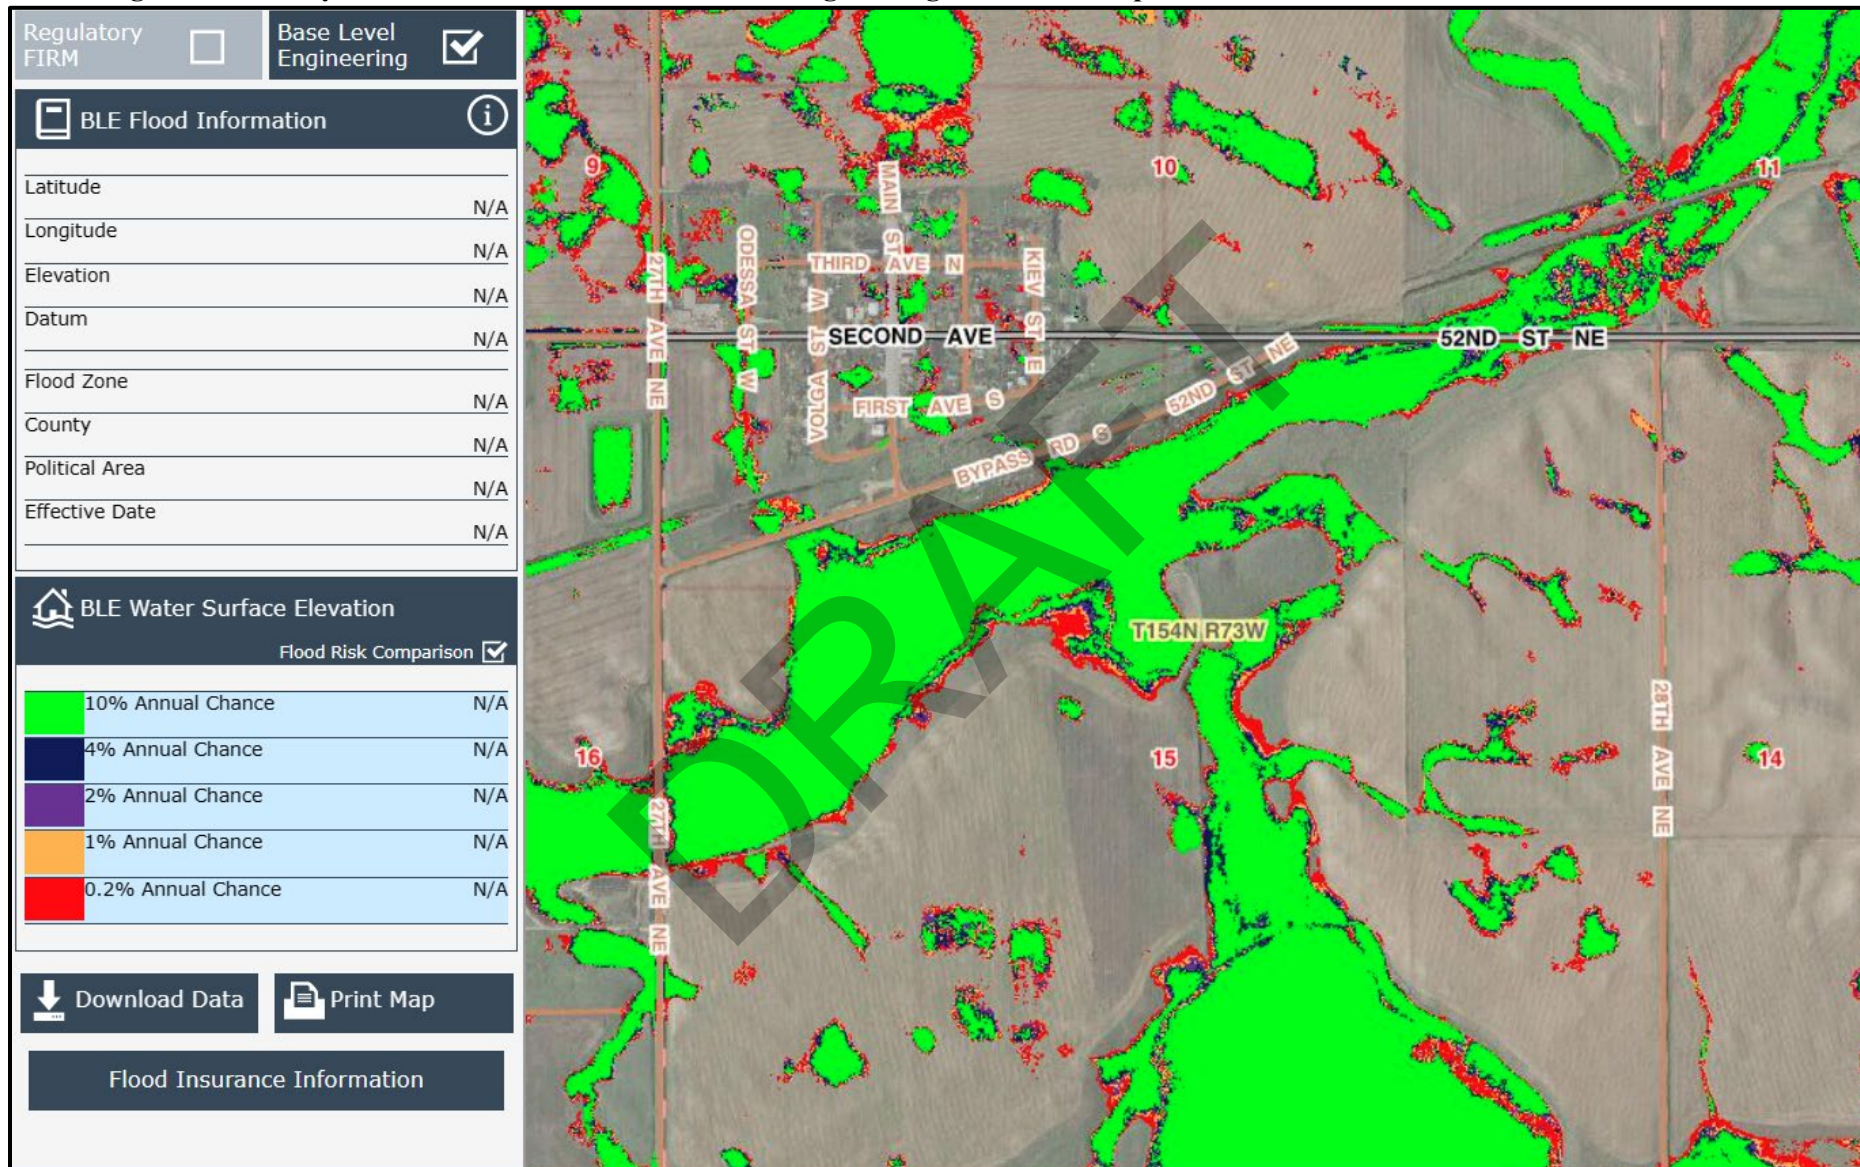 Regulatory
FIRM
Base Level
Engineering
BLE Flood Information
i
Latitude
N/A
Longitude
N/A
Elevation
N/A
Datum
N/A
Flood Zone
N/A
County
N/A
Political Area
N/A
Effective Date
N/A
BLE Water Surface Elevation
Flood Risk Comparison
10% Annual Chance N/A
4% Annual Chance N/A
2% Annual Chance N/A
1% Annual Chance N/A
0.2% Annual Chance N/A
Download Data
Print Map
Flood Insurance Information
9
10
11
MAIN ST
ODESSA ST W
THIRD AVE N
KIEV ST E
27TH AVE NE
VOLGA ST W
SECOND AVE
52ND ST NE
FIRST AVE S
52ND ST NE
BYPASS RD S
T154N R73W
28TH AVE NE
16
15
14
27TH AVE NE
DRAFT